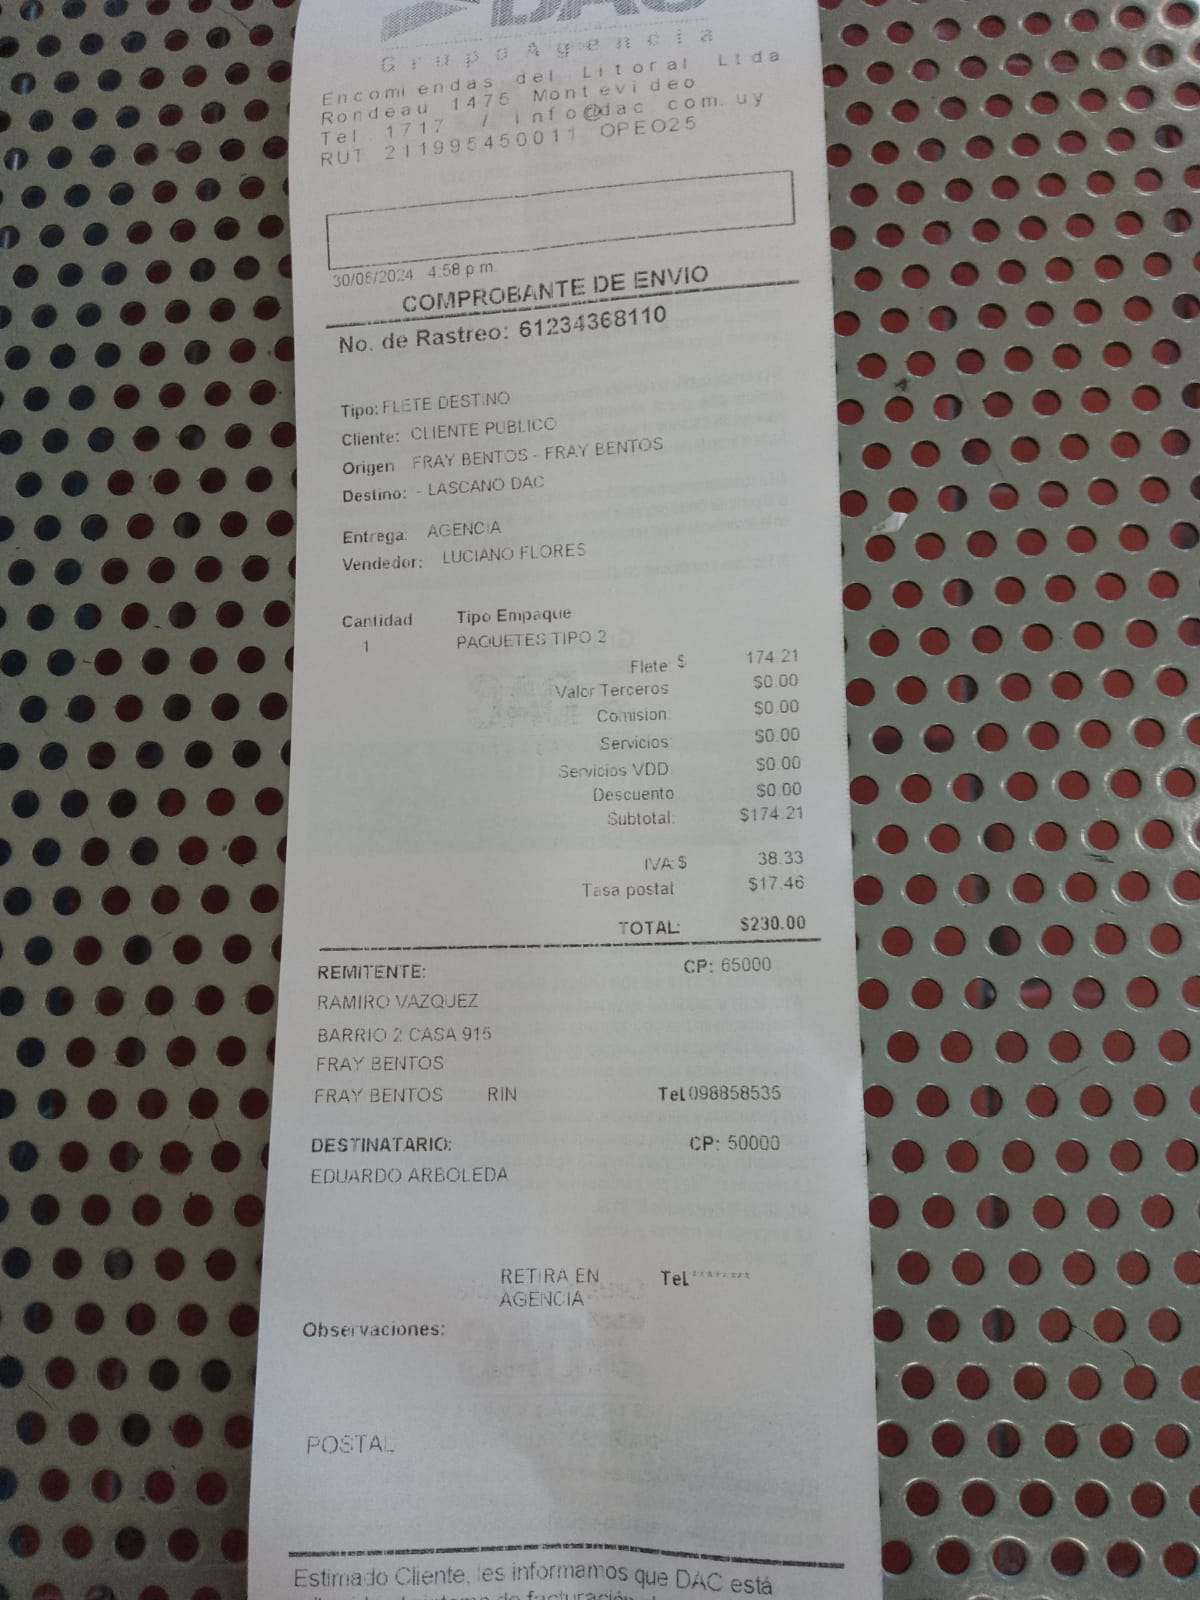 DAC
GrupoAgencia
Encomiendas del Litoral Ltda
Rondeau 1475 Montevideo
Tel. 1717 / info@dac.com.uy
RUT 211995450011 OPEO25
30/05/2024 4:58 p.m.
COMPROBANTE DE ENVIO
No. de Rastreo: 61234368110
Tipo: FLETE DESTINO
Cliente: CLIENTE PUBLICO
Origen FRAY BENTOS - FRAY BENTOS
Destino: - LASCANO DAC
Entrega: AGENCIA
Vendedor: LUCIANO FLORES
Cantidad Tipo Empaque
1 PAQUETES TIPO 2
Flete: $ 174.21
Valor Terceros $0.00
Comision: $0.00
Servicios: $0.00
Servicios VDD $0.00
Descuento $0.00
Subtotal: $174.21
IVA:$ 38.33
Tasa postal $17.46
TOTAL: $230.00
REMITENTE: CP: 65000
RAMIRO VAZQUEZ
BARRIO 2 CASA 915
FRAY BENTOS
FRAY BENTOS RIN Tel.098858535
DESTINATARIO: CP: 50000
EDUARDO ARBOLEDA
RETIRA EN Tel.********
AGENCIA
Observaciones:
POSTAL
Estimado Cliente, les informamos que DAC está